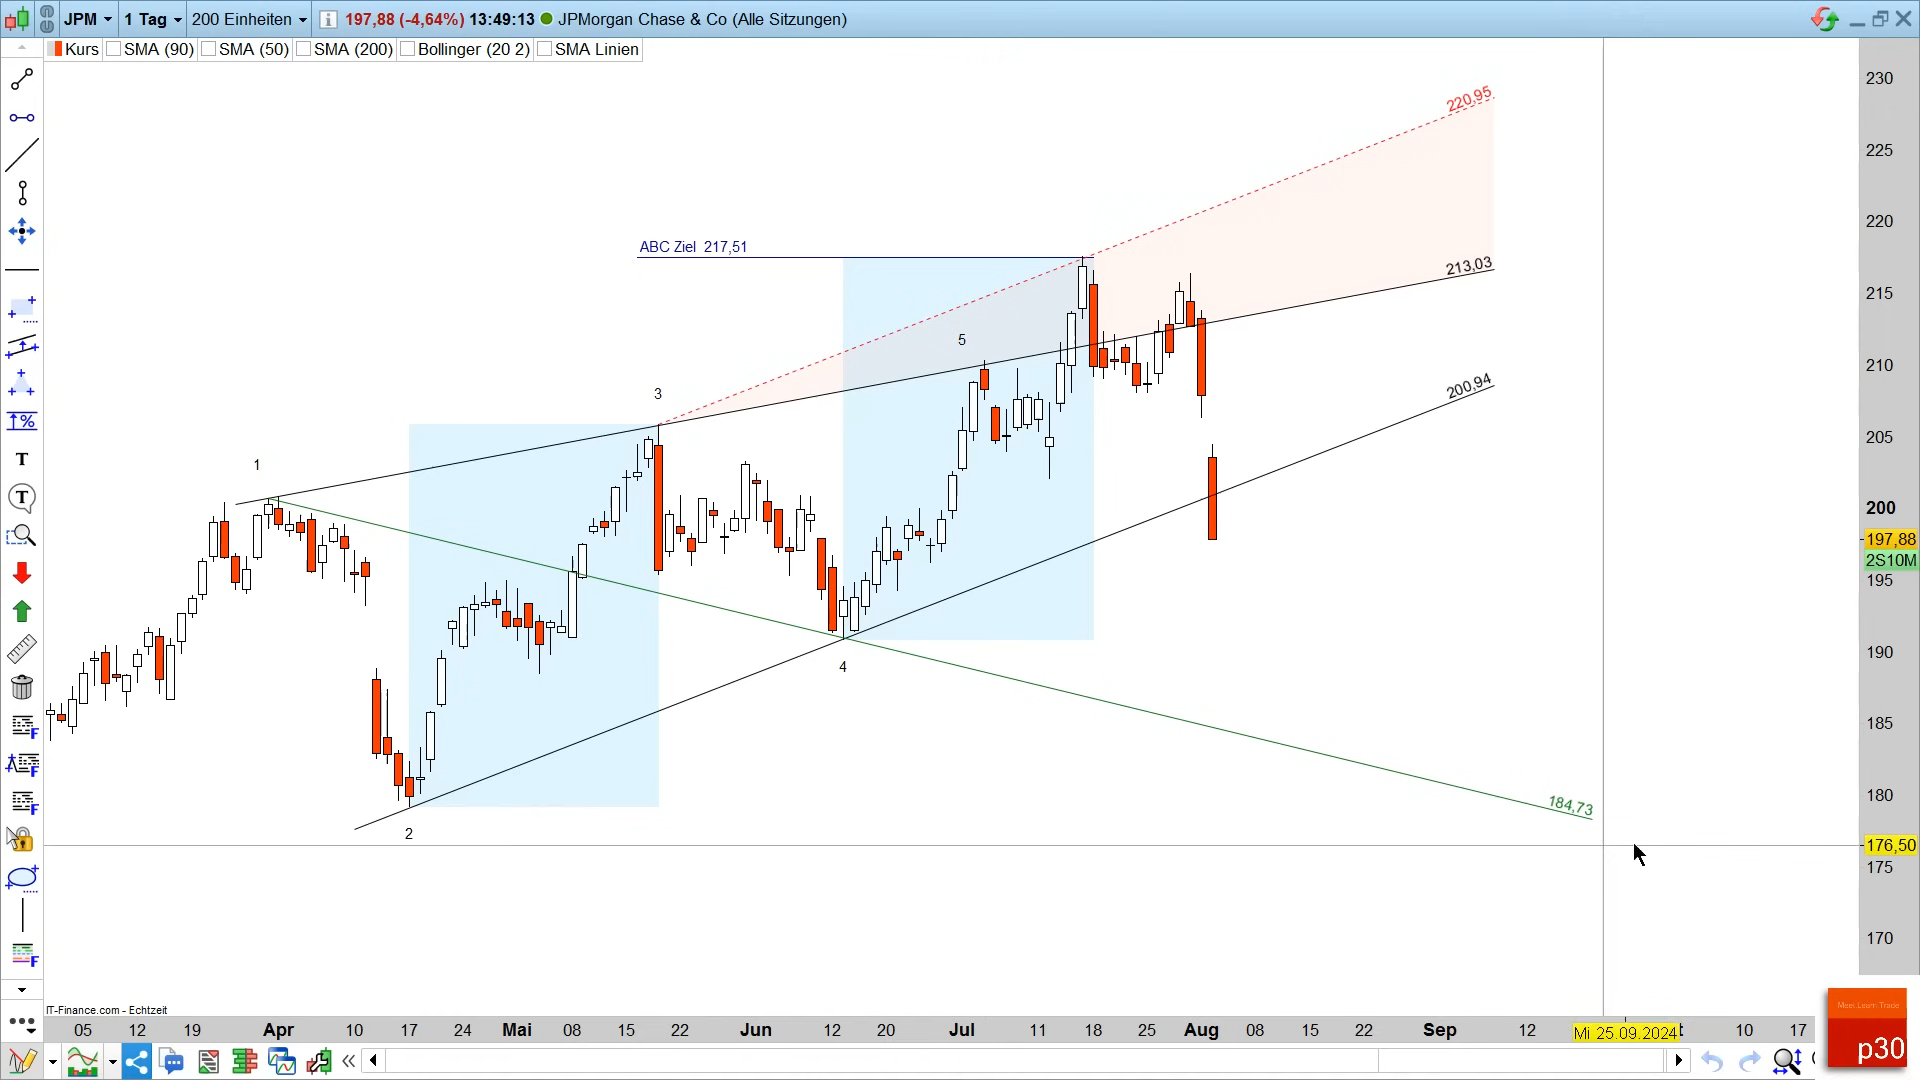 JPM 1 Tag 200 Einheiten 197,88 (-4,64%) 13:49:13 JPMorgan Chase & Co (Alle Sitzungen)
Kurs SMA (90) SMA (50) SMA (200) Bollinger (20 2) SMA Linien
230
220,95
225
220
ABC Ziel 217,51
213,03
215
5
210
200,94
3
205
1
200
197,88
2S10M
195
190
4
185
184,73
180
2
176,50
175
170
IT-Finance.com - Echtzeit
05 12 19 Apr 10 17 24 Mai 08 15 22 Jun 12 20 Jul 11 18 25 Aug 08 15 22 Sep 12 Mi 25.09.2024 10 17
Mein Learn Trade
p30
%
T
T
F
F
F
F